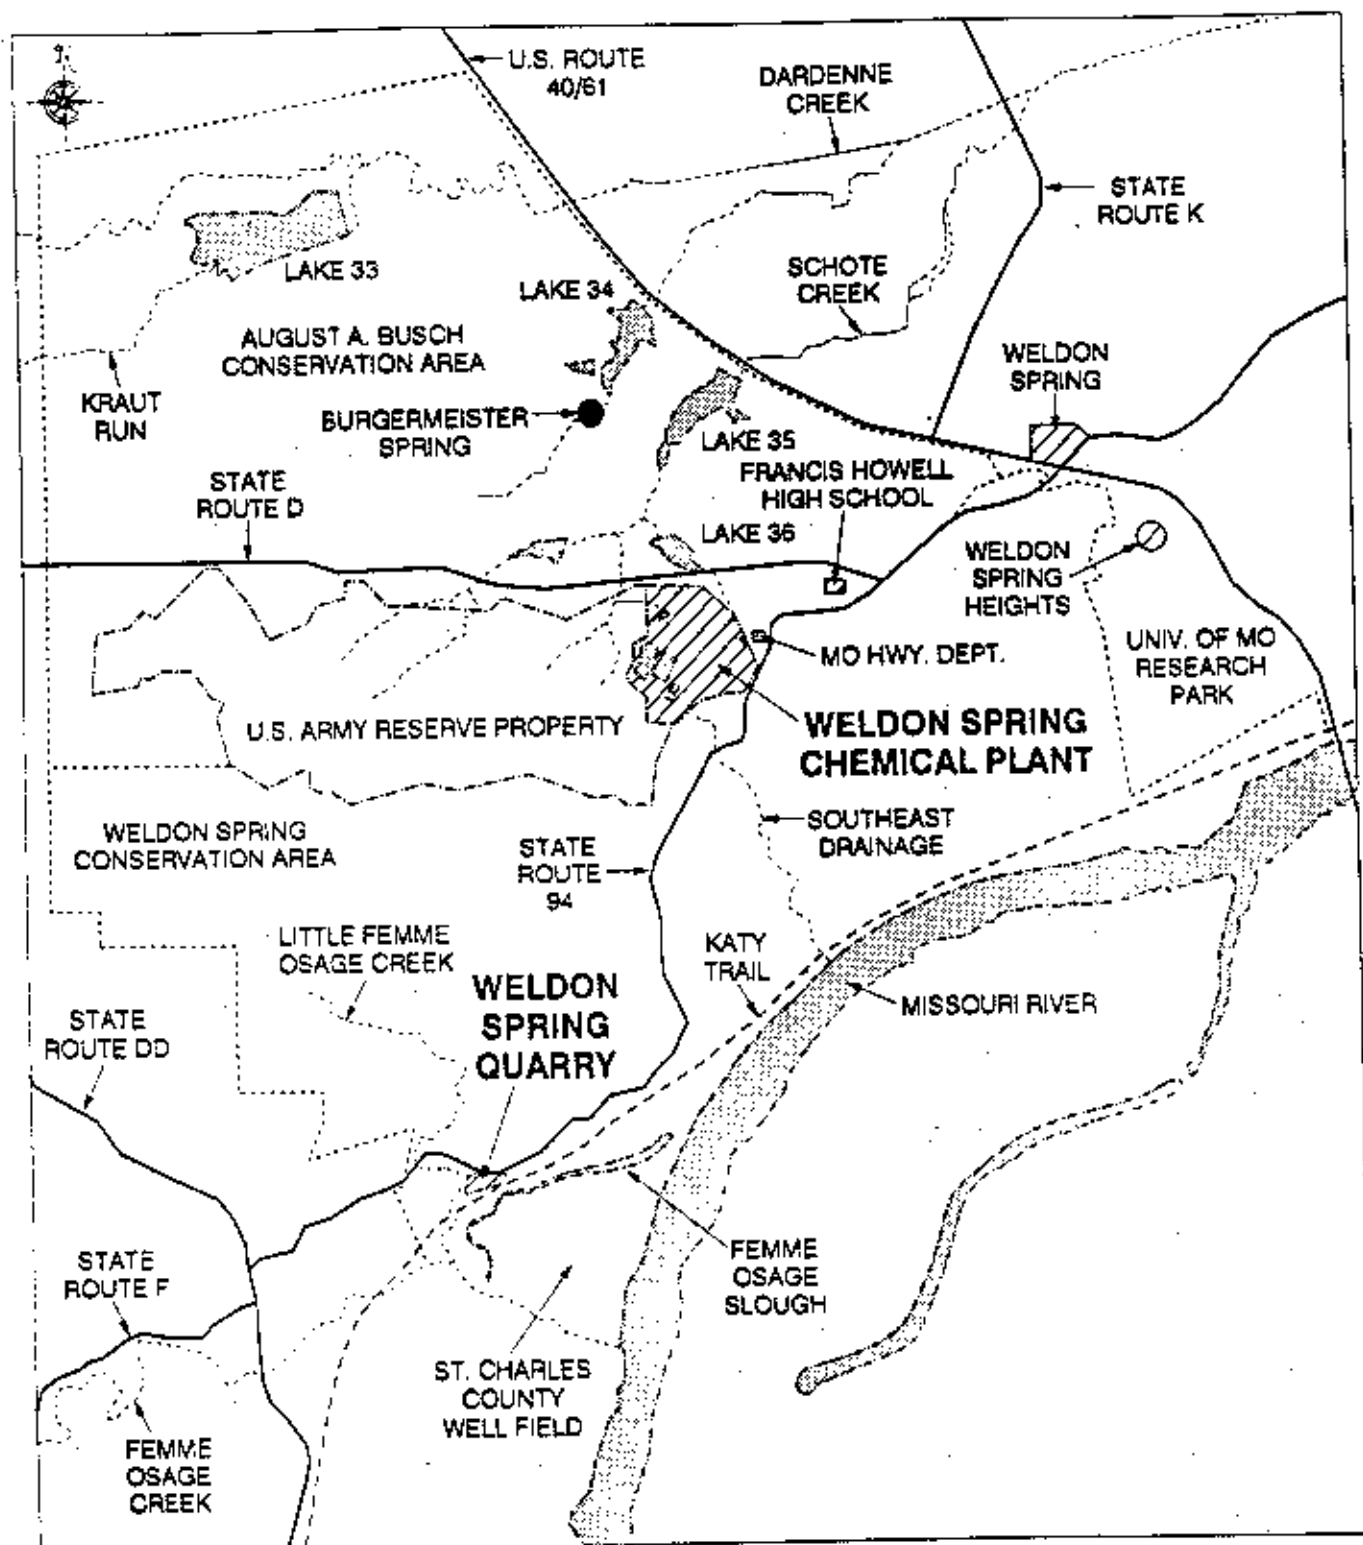 U.S. ROUTE
40/61
DARDENNE
CREEK
STATE
ROUTE K
LAKE 33
LAKE 34
SCHOTE
CREEK
AUGUST A. BUSCH
CONSERVATION AREA
WELDON
SPRING
KRAUT
RUN
BURGERMEISTER
SPRING
LAKE 35
FRANCIS HOWELL
HIGH SCHOOL
STATE
ROUTE D
LAKE 36
WELDON
SPRING
HEIGHTS
MO HWY. DEPT.
UNIV. OF MO
RESEARCH
PARK
U.S. ARMY RESERVE PROPERTY
WELDON SPRING
CHEMICAL PLANT
WELDON SPRING
CONSERVATION AREA
STATE
ROUTE
94
SOUTHEAST
DRAINAGE
LITTLE FEMME
OSAGE CREEK
KATY
TRAIL
WELDON
SPRING
QUARRY
MISSOURI RIVER
STATE
ROUTE DD
STATE
ROUTE F
FEMME
OSAGE
SLOUGH
ST. CHARLES
COUNTY
WELL FIELD
FEMME
OSAGE
CREEK